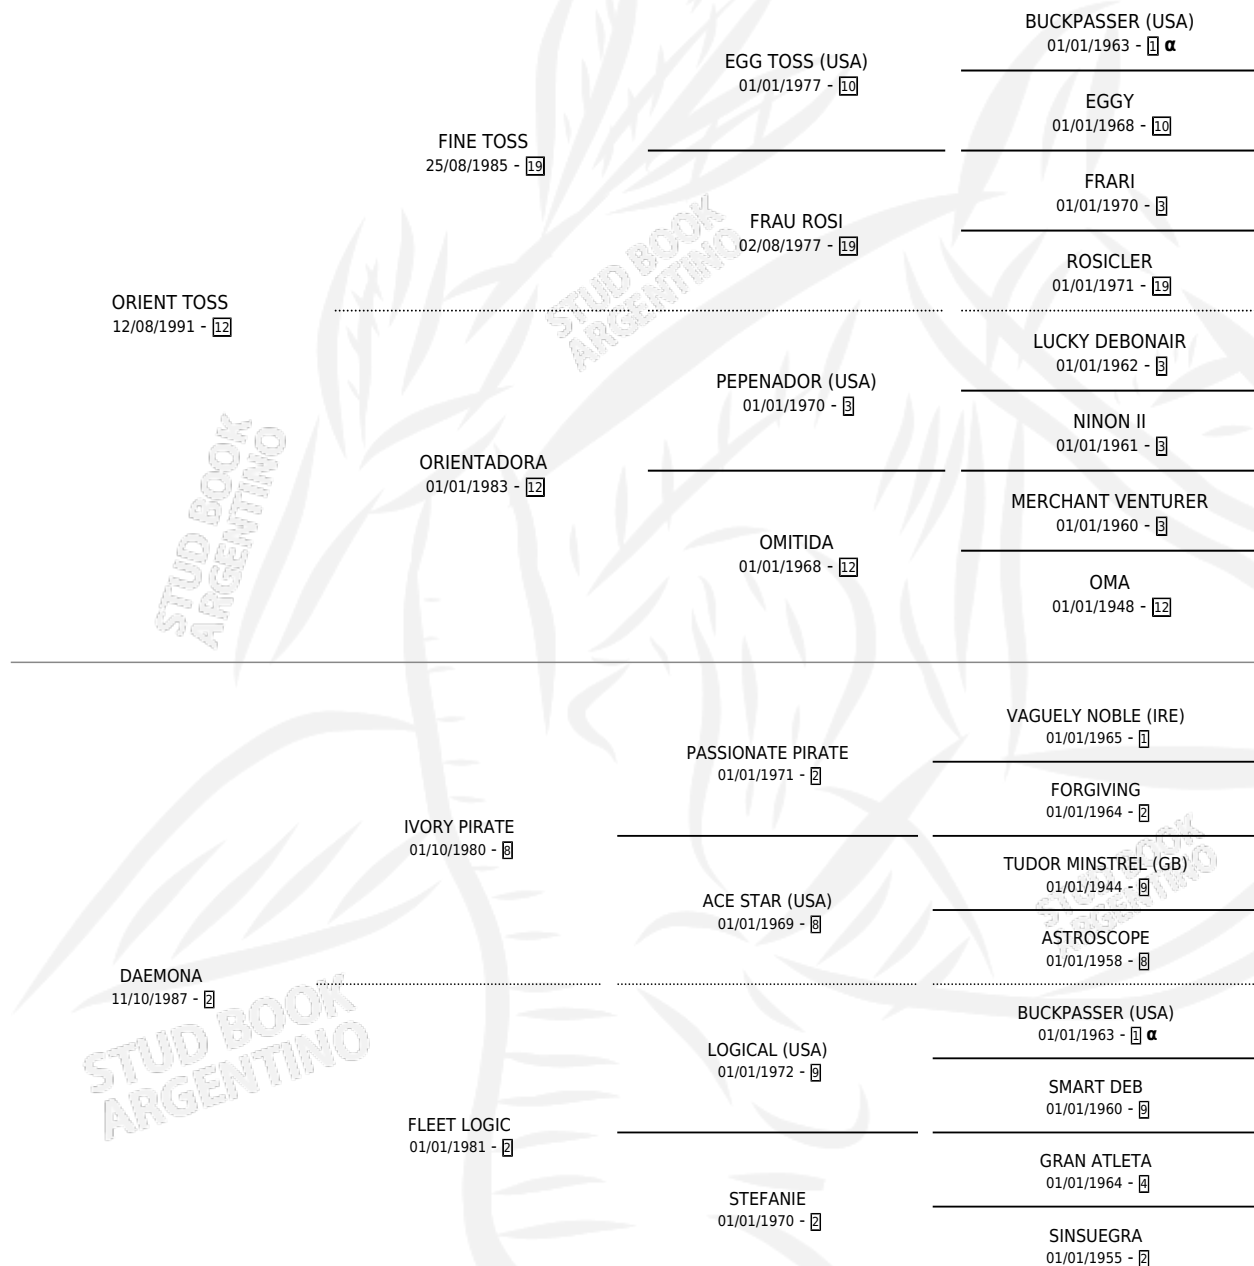 BUCKPASSER (USA)
01/01/1963 - 1 α
EGG TOSS (USA)
01/01/1977 - 10
EGGY
01/01/1968 - 10
FINE TOSS
25/08/1985 - 19
FRARI
01/01/1970 - 3
FRAU ROSI
02/08/1977 - 19
ROSICLER
01/01/1971 - 19
ORIENT TOSS
12/08/1991 - 12
LUCKY DEBONAIR
01/01/1962 - 3
PEPENADOR (USA)
01/01/1970 - 3
NINON II
01/01/1961 - 3
ORIENTADORA
01/01/1983 - 12
MERCHANT VENTURER
01/01/1960 - 3
OMITIDA
01/01/1968 - 12
OMA
01/01/1948 - 12
VAGUELY NOBLE (IRE)
01/01/1965 - 1
PASSIONATE PIRATE
01/01/1971 - 2
FORGIVING
01/01/1964 - 2
IVORY PIRATE
01/10/1980 - 8
TUDOR MINSTREL (GB)
01/01/1944 - 9
ACE STAR (USA)
01/01/1969 - 8
ASTROSCOPE
01/01/1958 - 8
DAEMONA
11/10/1987 - 2
BUCKPASSER (USA)
01/01/1963 - 1 α
LOGICAL (USA)
01/01/1972 - 9
SMART DEB
01/01/1960 - 9
FLEET LOGIC
01/01/1981 - 2
GRAN ATLETA
01/01/1964 - 4
STEFANIE
01/01/1970 - 2
SINSUEGRA
01/01/1955 - 2
STUD BOOK
ARGENTINO
STUD BOOK
ARGENTINO
STUD BOOK
ARGENTINO
STUD BOOK
ARGENTINO